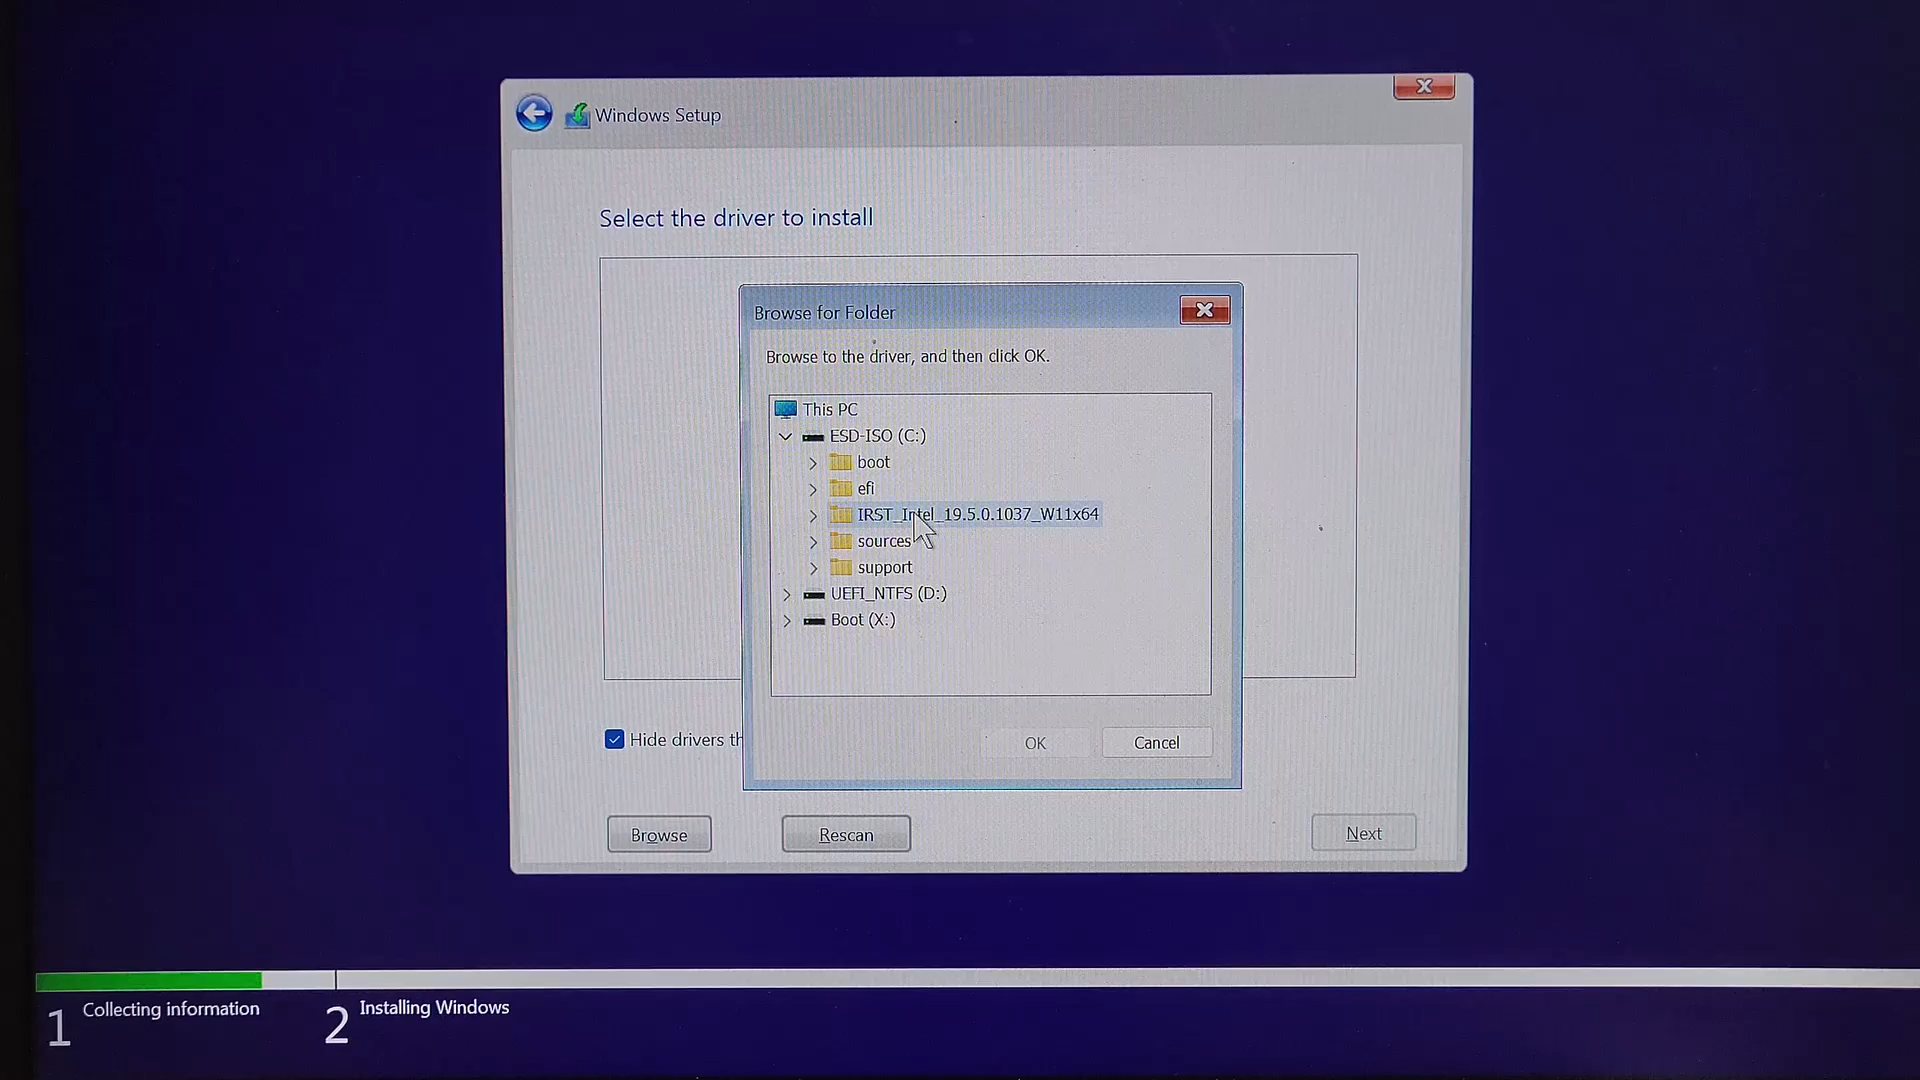 Windows Setup
Select the driver to install
Browse for Folder
Browse to the driver, and then click OK.
This PC
ESD-ISO (C:)
boot
efi
IRST_Intel_19.5.0.1037_W11x64
sources
support
UEFI_NTFS (D:)
Boot (X:)
OK
Cancel
Hide drivers th
Browse
Rescan
Next
1 Collecting information
2 Installing Windows